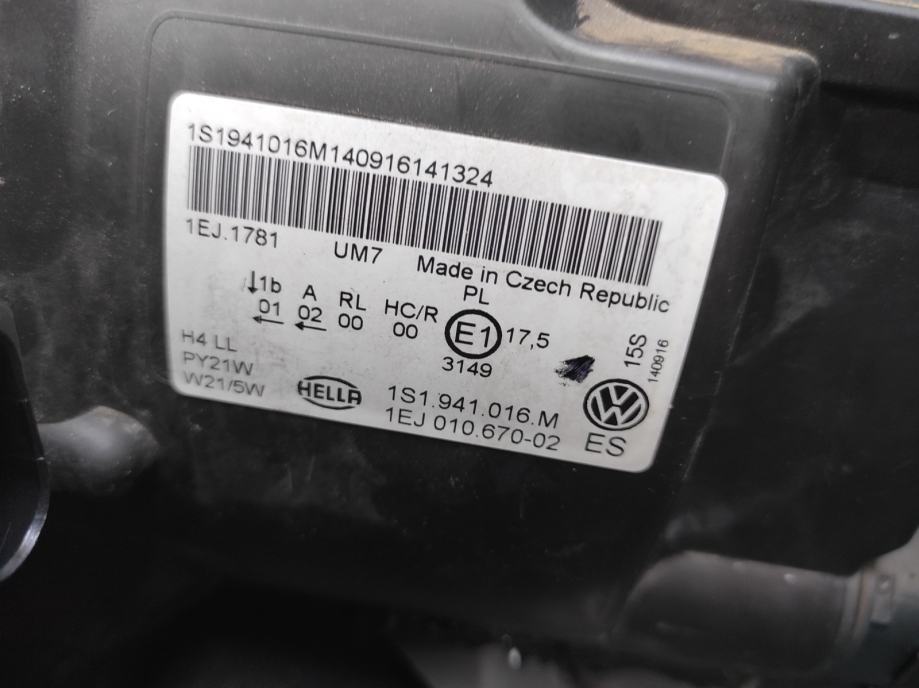 1S1941016M140916141324
1EJ.1781 UM7 Made in Czech Republic
↓1b A RL HC/R PL
01 02 00 00 E1 17,5
← ← 3149
15S
140916
H4 LL
PY21W
W21/5W
HELLA
1S1.941.016.M
1EJ 010.670-02
VW
ES